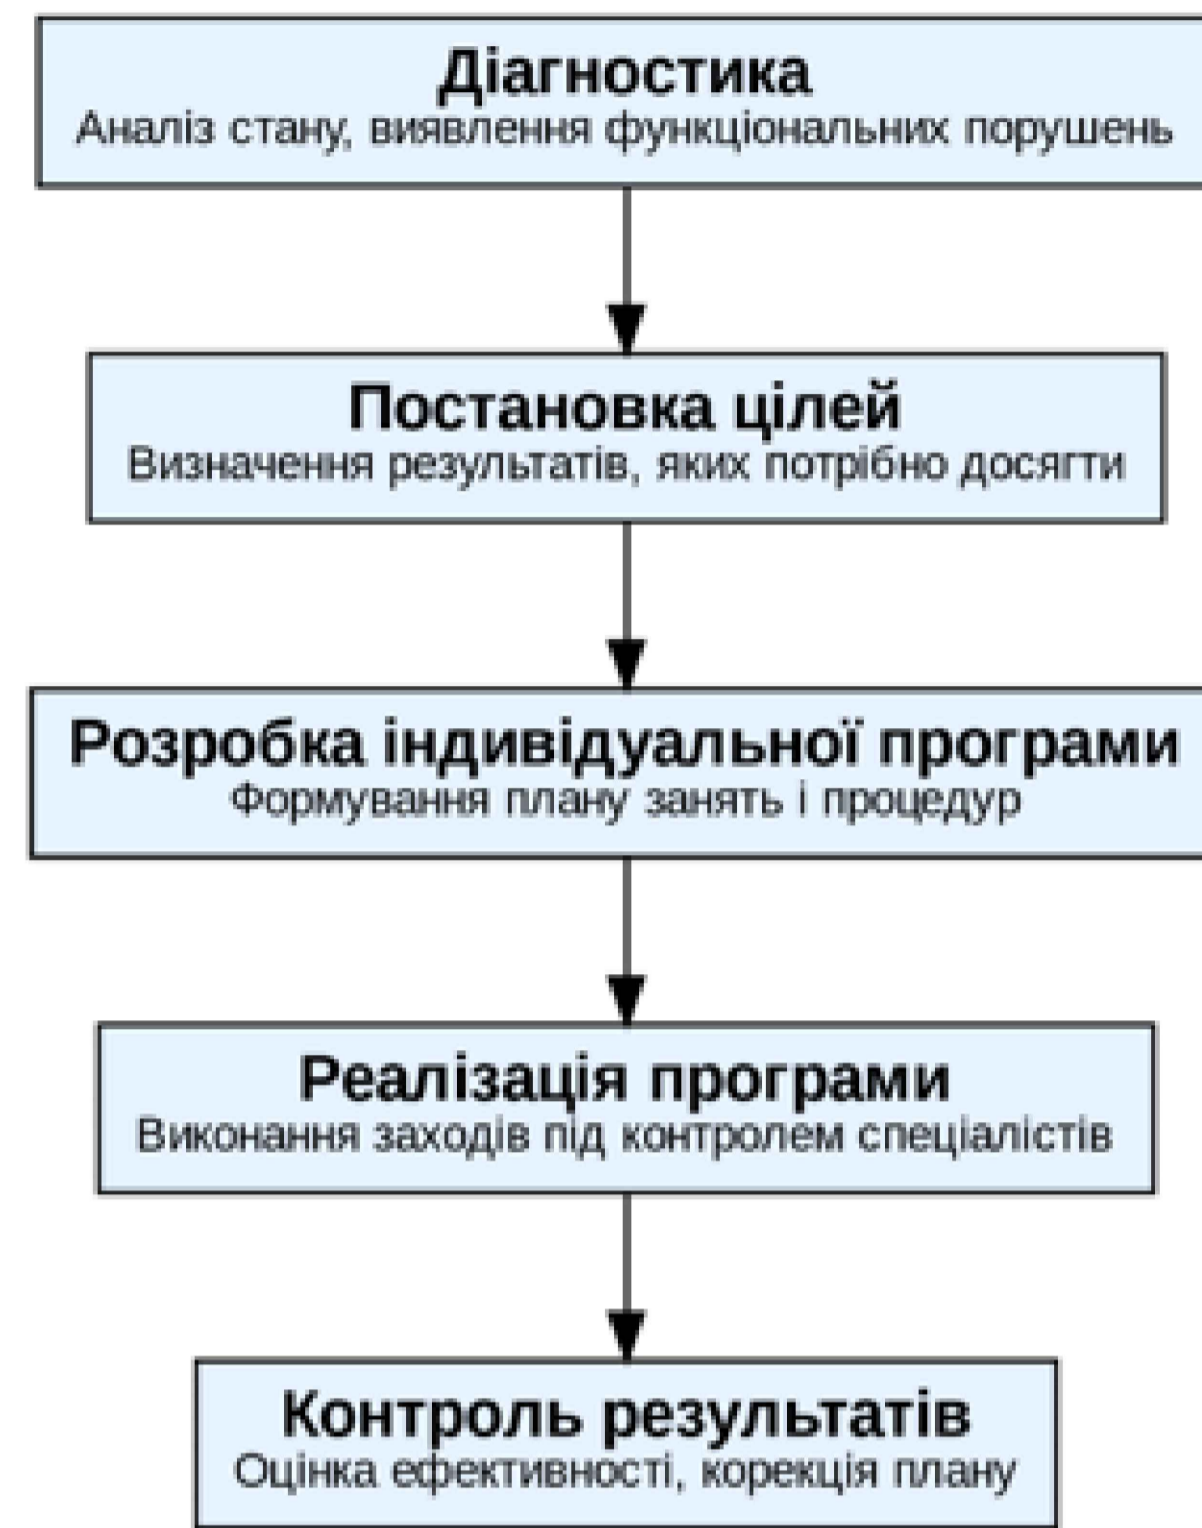 Діагностика
Аналіз стану, виявлення функціональних порушень
Постановка цілей
Визначення результатів, яких потрібно досягти
Розробка індивідуальної програми
Формування плану занять і процедур
Реалізація програми
Виконання заходів під контролем спеціалістів
Контроль результатів
Оцінка ефективності, корекція плану